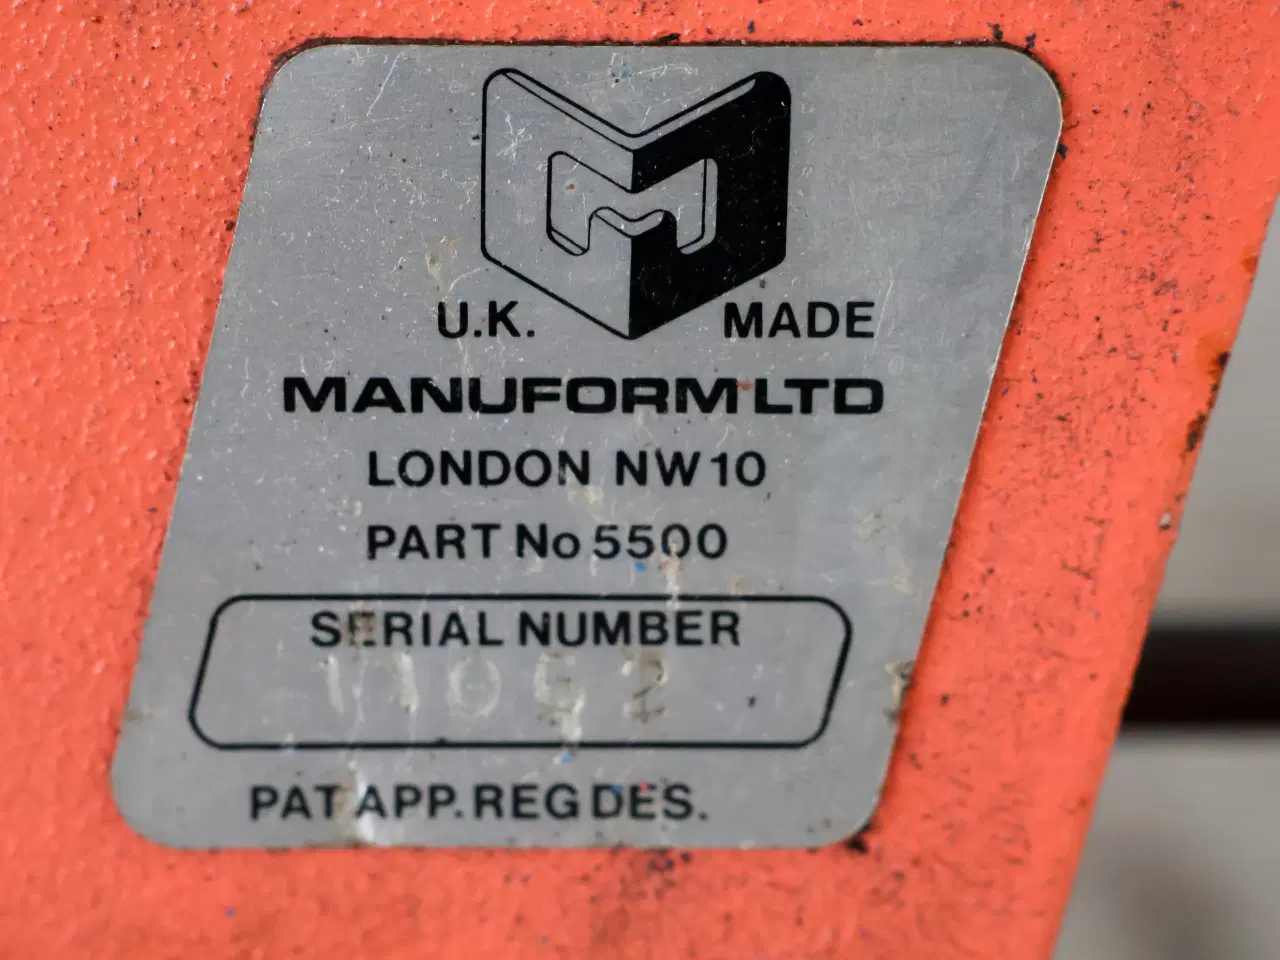 U.K. MADE
MANUFORM LTD
LONDON NW10
PART No 5500
SERIAL NUMBER
PAT APP. REG DES.